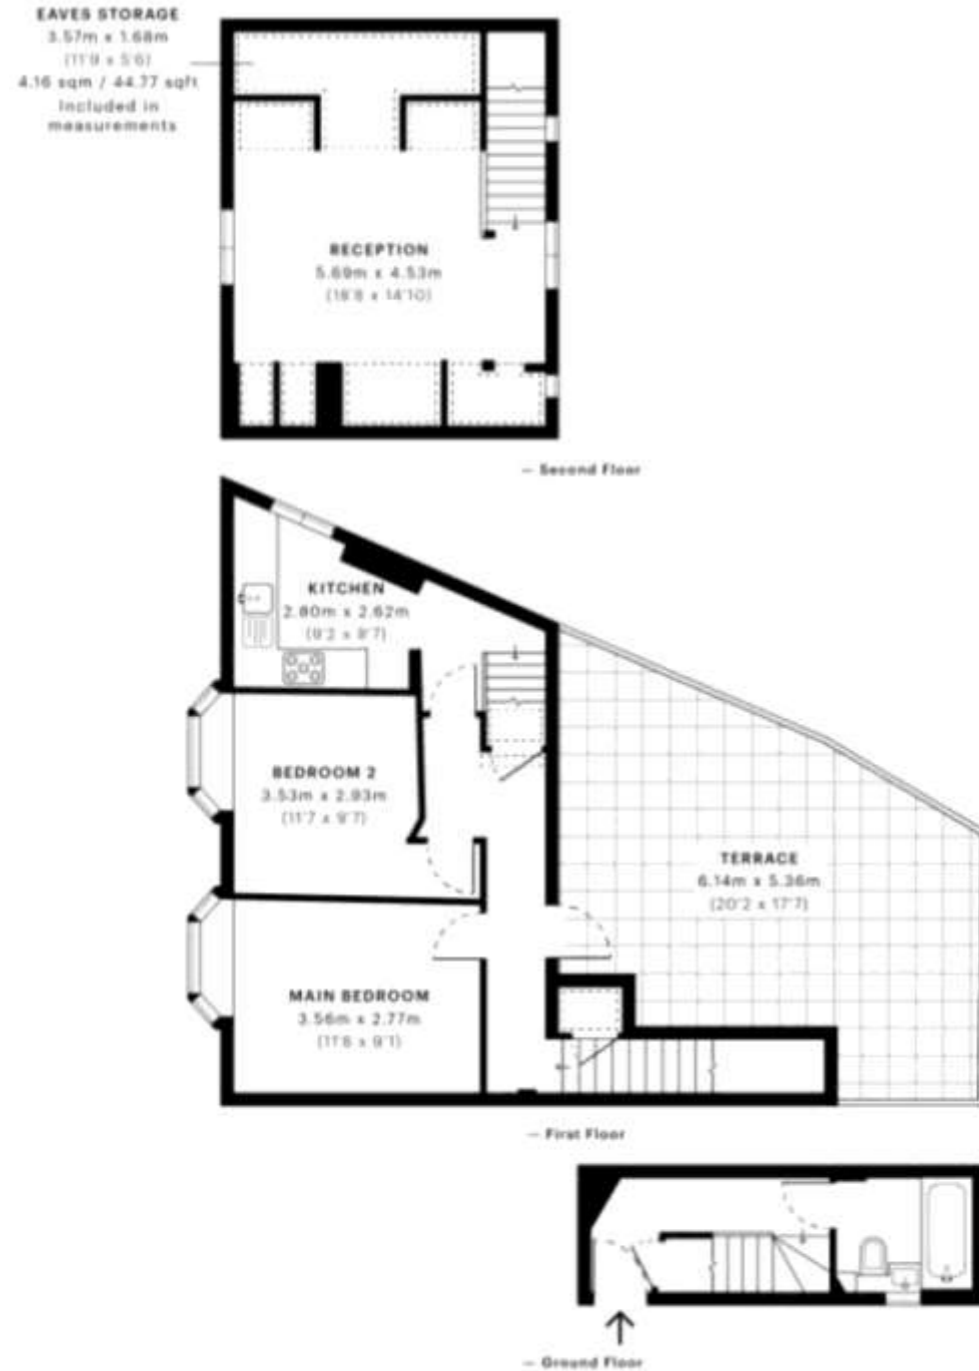 EAVES STORAGE
3.57m x 1.68m
(11'9 x 5'6)
4.16 sqm / 44.77 sqft
Included in
measurements
RECEPTION
5.69m x 4.53m
(18'8 x 14'10)
— Second Floor
KITCHEN
2.80m x 2.62m
(9'2 x 8'7)
BEDROOM 2
3.53m x 2.93m
(11'7 x 9'7)
TERRACE
6.14m x 5.36m
(20'2 x 17'7)
MAIN BEDROOM
3.56m x 2.77m
(11'8 x 9'1)
— First Floor
— Ground Floor